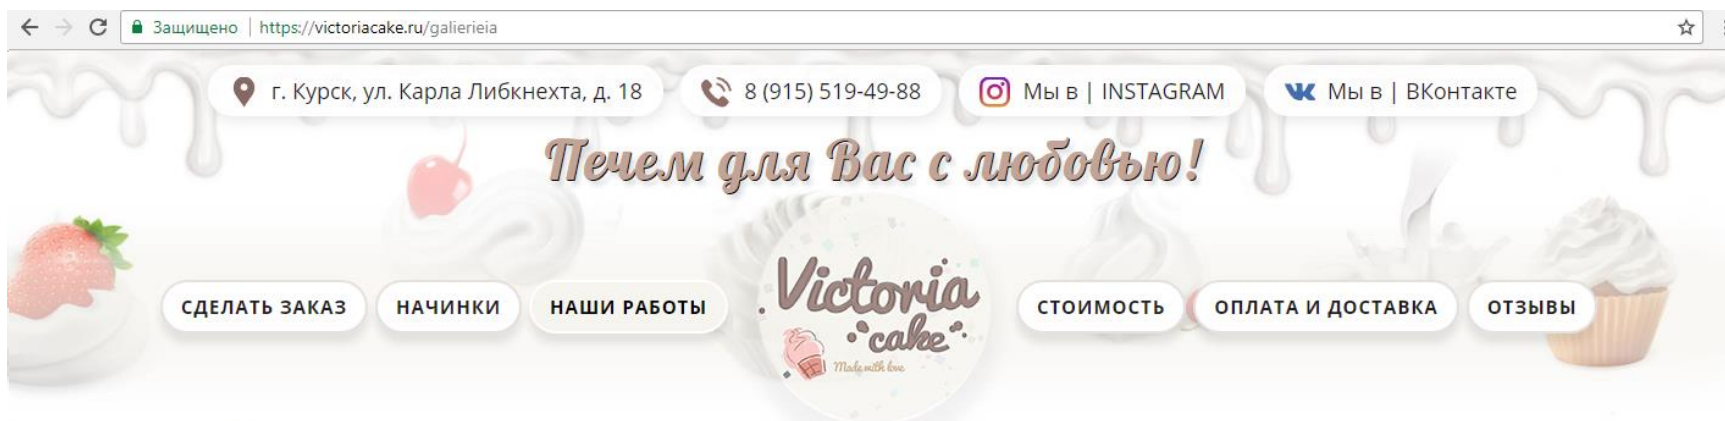 Защищено | https://victoriacake.ru/galierieia
г. Курск, ул. Карла Либкнехта, д. 18 8 (915) 519-49-88 Мы в | INSTAGRAM Мы в | ВКонтакте
Печем для Вас с любовью!
СДЕЛАТЬ ЗАКАЗ НАЧИНКИ НАШИ РАБОТЫ Victoria СТОИМОСТЬ ОПЛАТА И ДОСТАВКА ОТЗЫВЫ
cake
Made with love